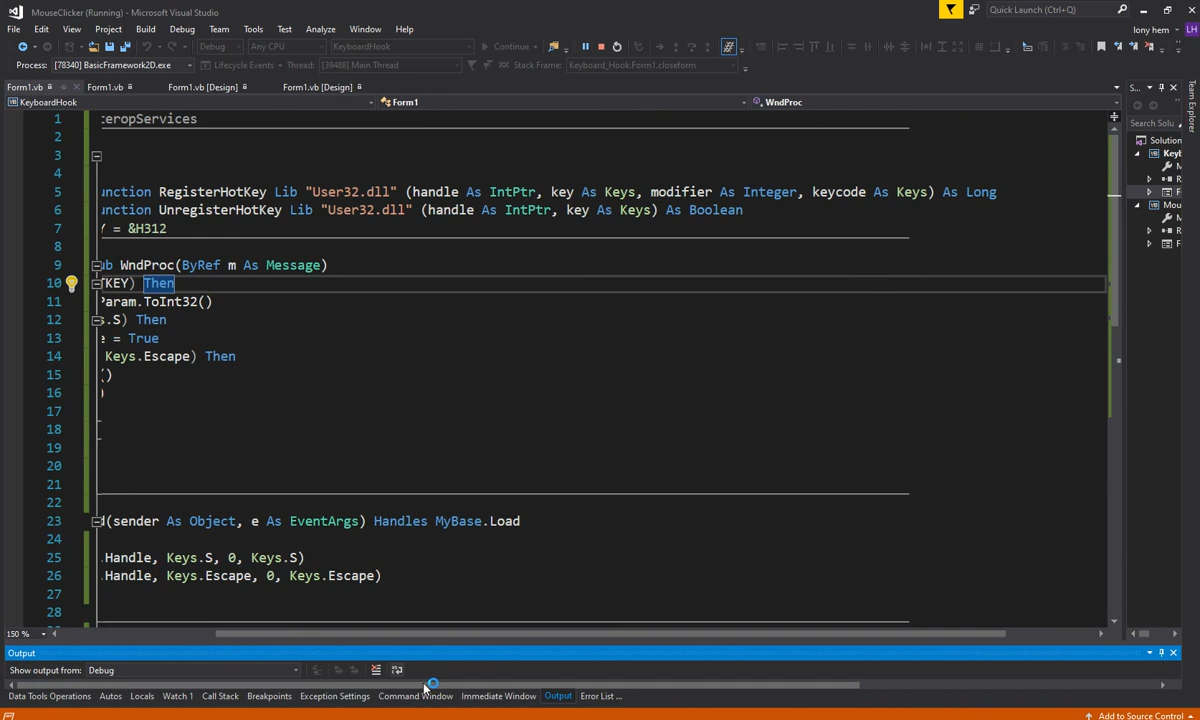 MouseClicker (Running) - Microsoft Visual Studio
Quick Launch (Ctrl+Q)
File Edit View Project Build Debug Team Tools Test Analyze Window Help
lony hem LH
Debug Any CPU KeyboardHook Continue
Process: [78340] BasicFramework2D.exe Lifecycle Events Thread: [39488] Main Thread Stack Frame: Keyboard_Hook.Form1.closeform
Form1.vb Form1.vb Form1.vb [Design] Form1.vb [Design] S...
KeyboardHook Form1 WndProc
Team Explorer
Search Solu
Solution
Keyb
Mou
1 teropServices
2
3
4
5 unction RegisterHotKey Lib "User32.dll" (handle As IntPtr, key As Keys, modifier As Integer, keycode As Keys) As Long
6 unction UnregisterHotKey Lib "User32.dll" (handle As IntPtr, key As Keys) As Boolean
7 Y = &H312
8
9 ub WndProc(ByRef m As Message)
10 TKEY) Then
11 Param.ToInt32()
12 s.S) Then
13 e = True
14 Keys.Escape) Then
15 ()
16 )
17
18
19
20
21
22
23 d(sender As Object, e As EventArgs) Handles MyBase.Load
24
25 .Handle, Keys.S, 0, Keys.S)
26 .Handle, Keys.Escape, 0, Keys.Escape)
27
28
150 %
Output
Show output from: Debug
Data Tools Operations Autos Locals Watch 1 Call Stack Breakpoints Exception Settings Command Window Immediate Window Output Error List ...
Add to Source Control